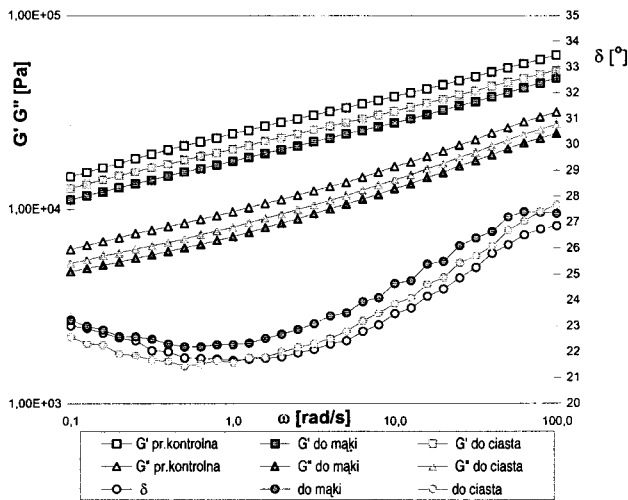 1,00E+05
1,00E+04
1,00E+03
G' G" [Pa]
35
34
33
32
31
30
29
28
27
26
25
24
23
22
21
20
δ [°]
0,1 1,0 10,0 100,0
ω [rad/s]
G' pr.kontrolna G' do mąki G' do ciasta
G" pr.kontrolna G" do mąki G" do ciasta
δ do mąki do ciasta